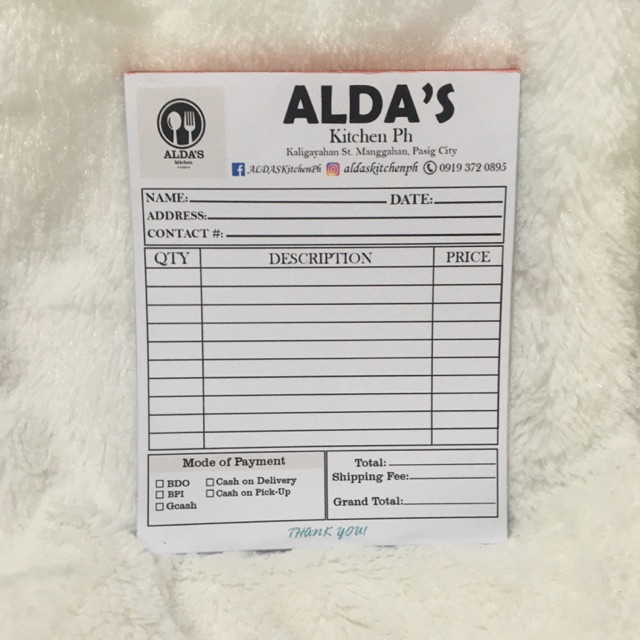 ALDA'S
kitchen
ALDA'S
Kitchen Ph
Kaligayahan St. Manggahan, Pasig City
ALDASKitchenPh aldaskitchenph 0919 372 0895
NAME: DATE:
ADDRESS:
CONTACT #:
QTY DESCRIPTION PRICE
Mode of Payment
BDO Cash on Delivery
BPI Cash on Pick-Up
Gcash
Total:
Shipping Fee:
Grand Total:
THANK YOU!